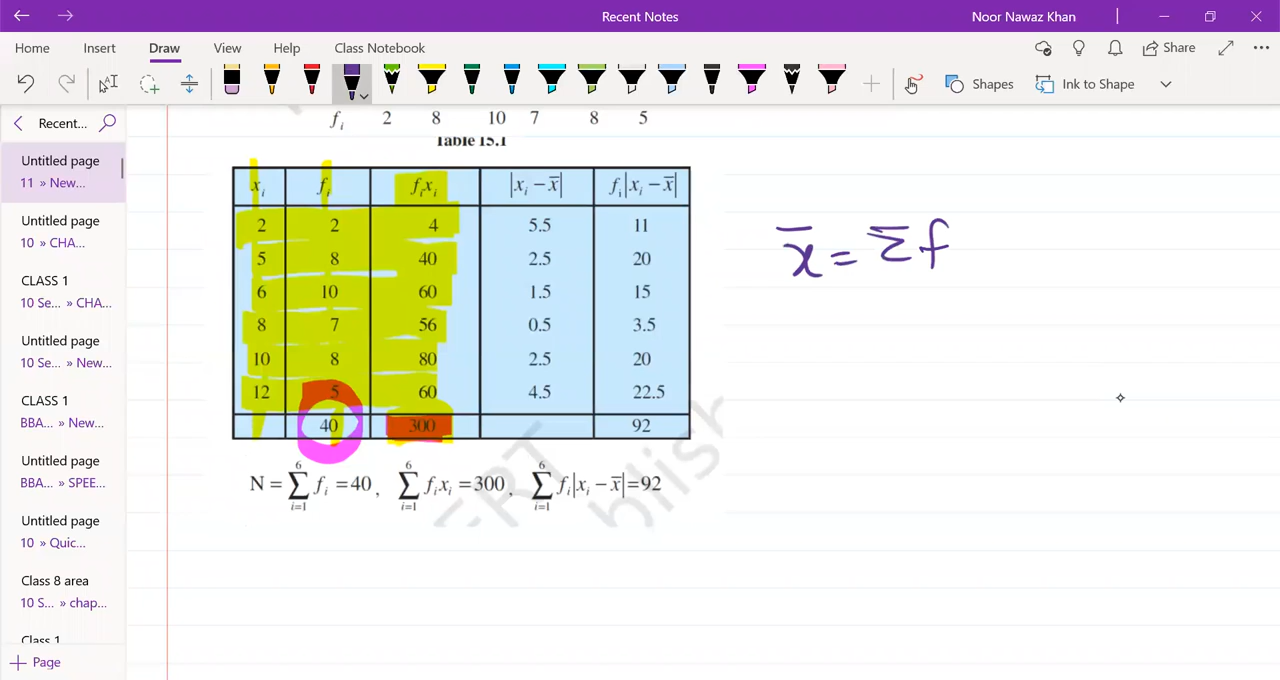 Recent Notes
Noor Nawaz Khan
Home Insert Draw View Help Class Notebook Share
Shapes Ink to Shape
Recent...
Untitled page
11 » New...
Untitled page
10 » CHA...
CLASS 1
10 Se... » CHA...
Untitled page
10 Se... » New...
CLASS 1
BBA... » New...
Untitled page
BBA... » SPEE...
Untitled page
10 » Quic...
Class 8 area
10 S... » chap...
Class 1
Page
fᵢ 2 8 10 7 8 5
Table 15.1
xᵢ fᵢ fᵢxᵢ |xᵢ − x̄| fᵢ|xᵢ − x̄|
2 2 4 5.5 11
5 8 40 2.5 20
6 10 60 1.5 15
8 7 56 0.5 3.5
10 8 80 2.5 20
12 5 60 4.5 22.5
40 300 92
N = ∑ᵢ₌₁⁶ fᵢ = 40, ∑ᵢ₌₁⁶ fᵢxᵢ = 300, ∑ᵢ₌₁⁶ fᵢ|xᵢ − x̄| = 92
x̄ = Σf